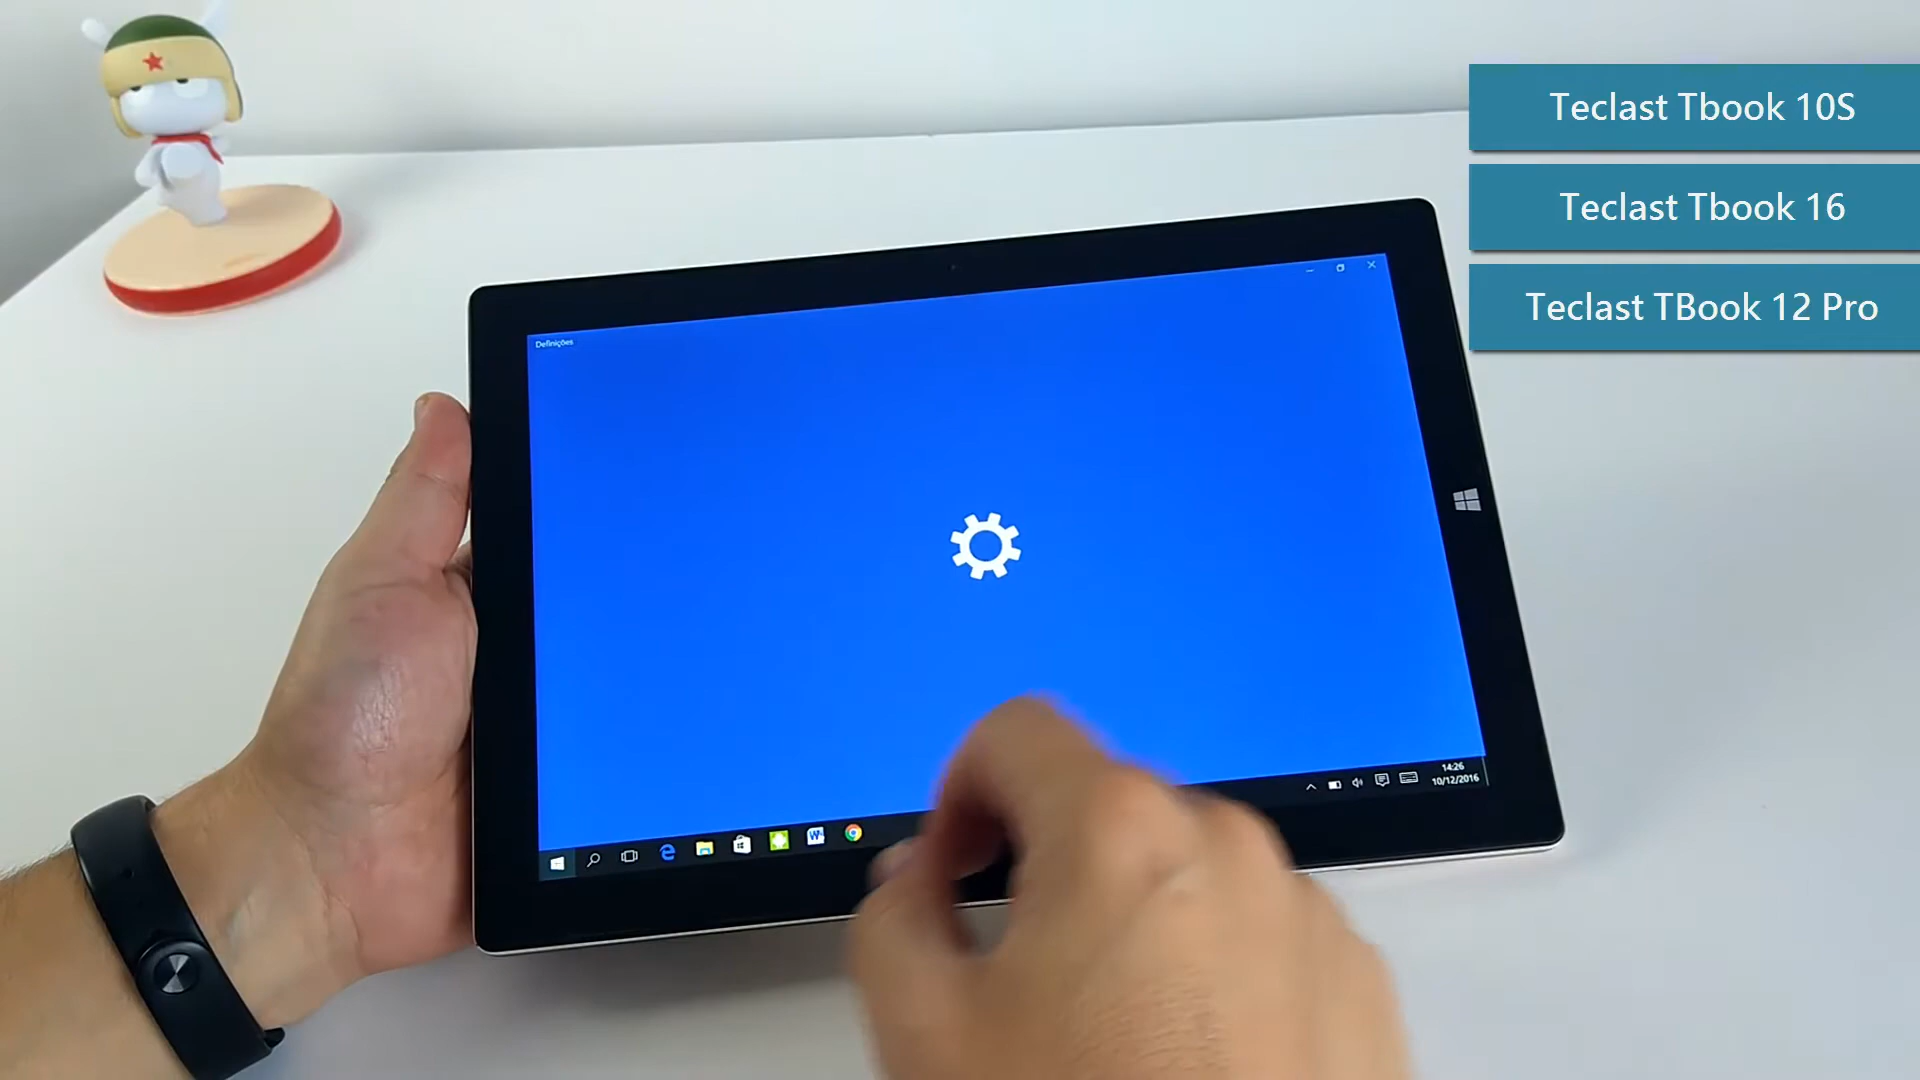 Teclast Tbook 10S
Teclast Tbook 16
Teclast TBook 12 Pro
Definições
14:26
10/12/2016